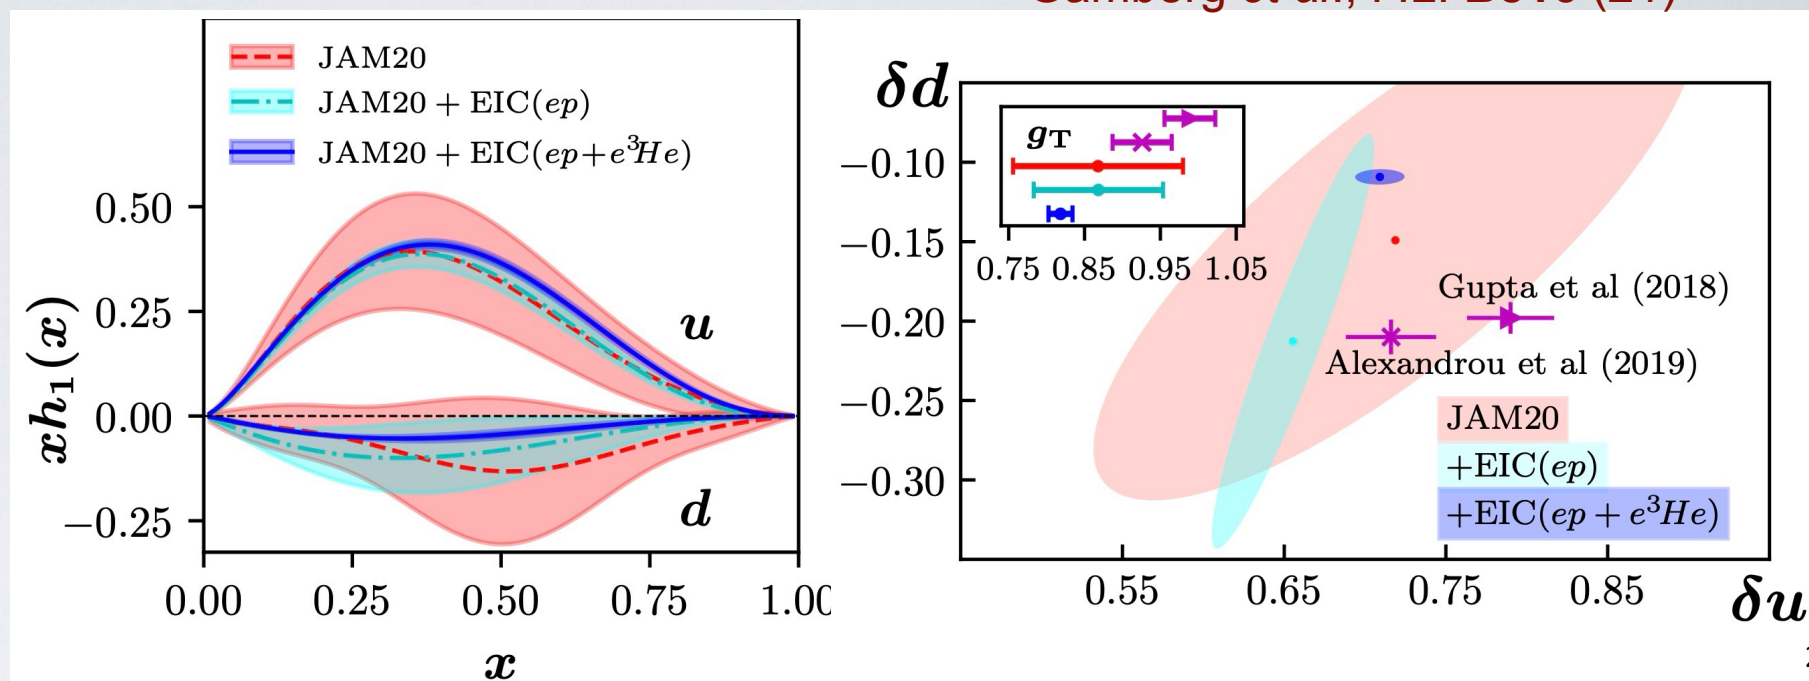 JAM20
JAM20 + EIC(ep)
JAM20 + EIC(ep+e³He)
0.50
0.25
0.00
−0.25
xh₁(x)
u
d
0.00 0.25 0.50 0.75 1.00
x
δd
−0.10
−0.15
−0.20
−0.25
−0.30
g_T
0.75 0.85 0.95 1.05
Gupta et al (2018)
Alexandrou et al (2019)
JAM20
+EIC(ep)
+EIC(ep + e³He)
0.55 0.65 0.75 0.85
δu